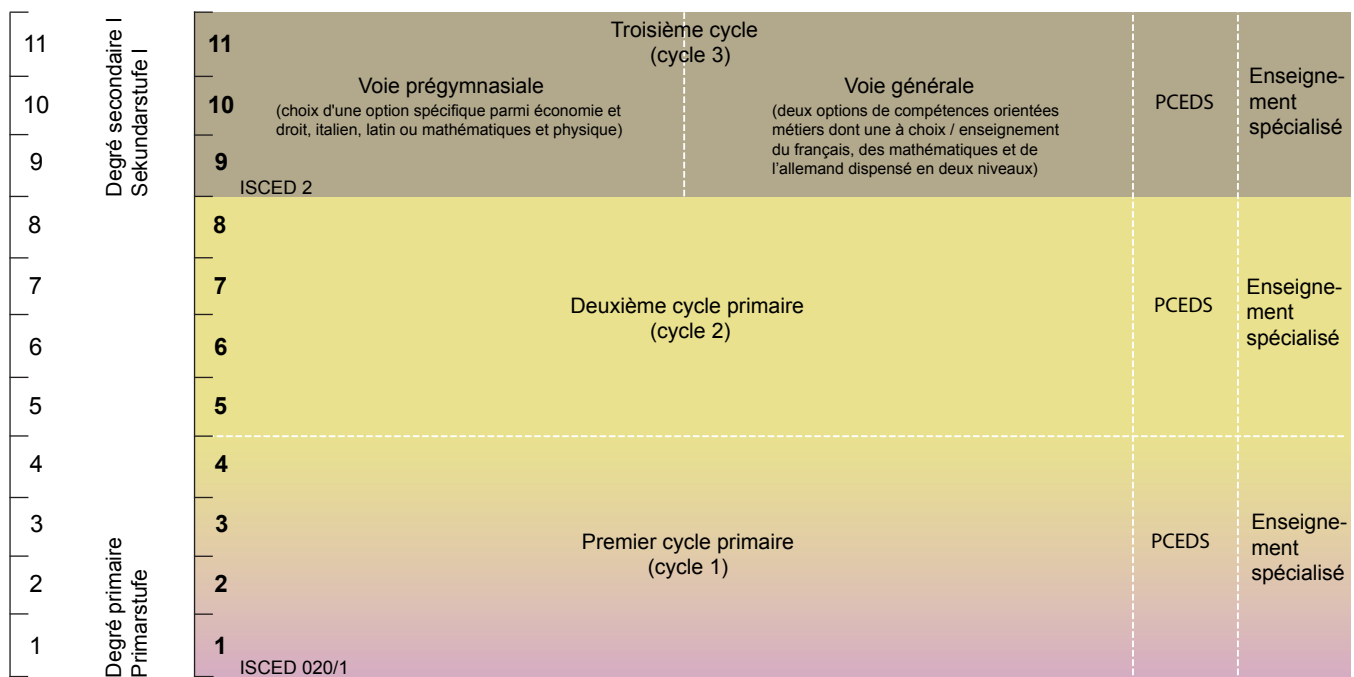 11
10
9
8
7
6
5
4
3
2
1
Degré secondaire I
Sekundarstufe I
Degré primaire
Primarstufe
11
10
9
8
7
6
5
4
3
2
1
Troisième cycle
(cycle 3)
Voie prégymnasiale
(choix d'une option spécifique parmi économie et
droit, italien, latin ou mathématiques et physique)
ISCED 2
Voie générale
(deux options de compétences orientées
métiers dont une à choix / enseignement
du français, des mathématiques et de
l'allemand dispensé en deux niveaux)
PCEDS
Enseigne-
ment
spécialisé
Deuxième cycle primaire
(cycle 2)
PCEDS
Enseigne-
ment
spécialisé
Premier cycle primaire
(cycle 1)
PCEDS
Enseigne-
ment
spécialisé
ISCED 020/1